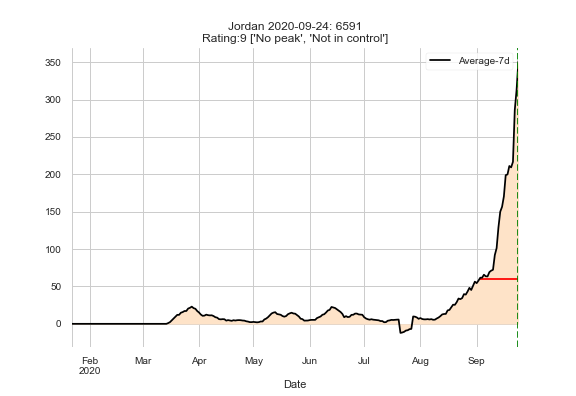 Jordan 2020-09-24: 6591
Rating:9 ['No peak', 'Not in control']
Average-7d
350
300
250
200
150
100
50
0
Feb Mar Apr May Jun Jul Aug Sep
2020
Date